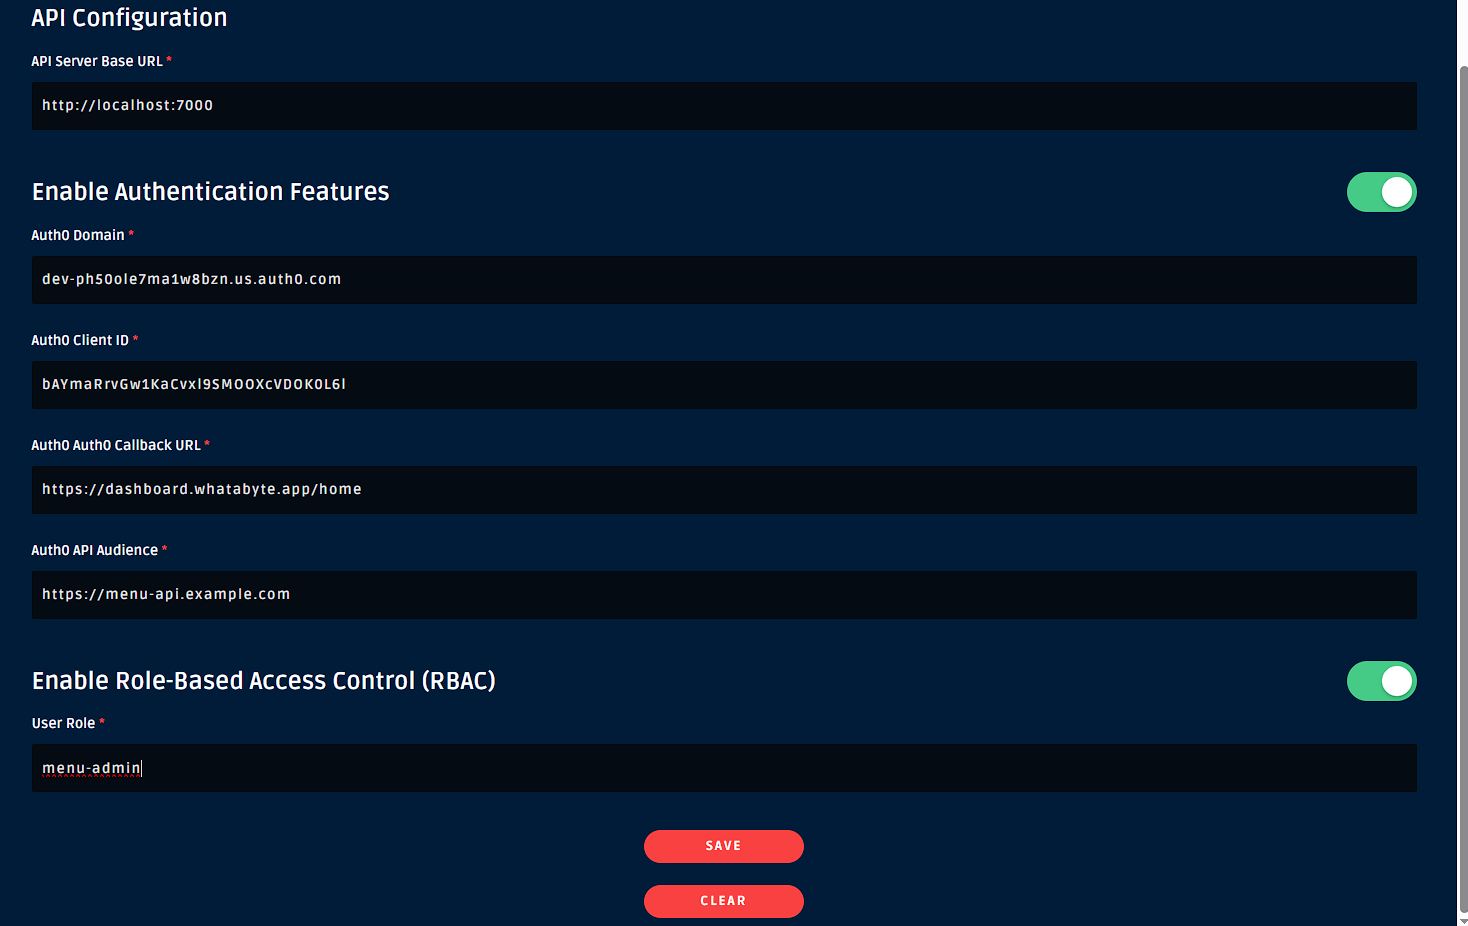 API Configuration
API Server Base URL *
http://localhost:7000
Enable Authentication Features
Auth0 Domain *
dev-ph50ole7ma1w8bzn.us.auth0.com
Auth0 Client ID *
bAYmaRrvGw1KaCvxl9SMOOXcVDOK0L6l
Auth0 Auth0 Callback URL *
https://dashboard.whatabyte.app/home
Auth0 API Audience *
https://menu-api.example.com
Enable Role-Based Access Control (RBAC)
User Role *
menu-admin
SAVE
CLEAR